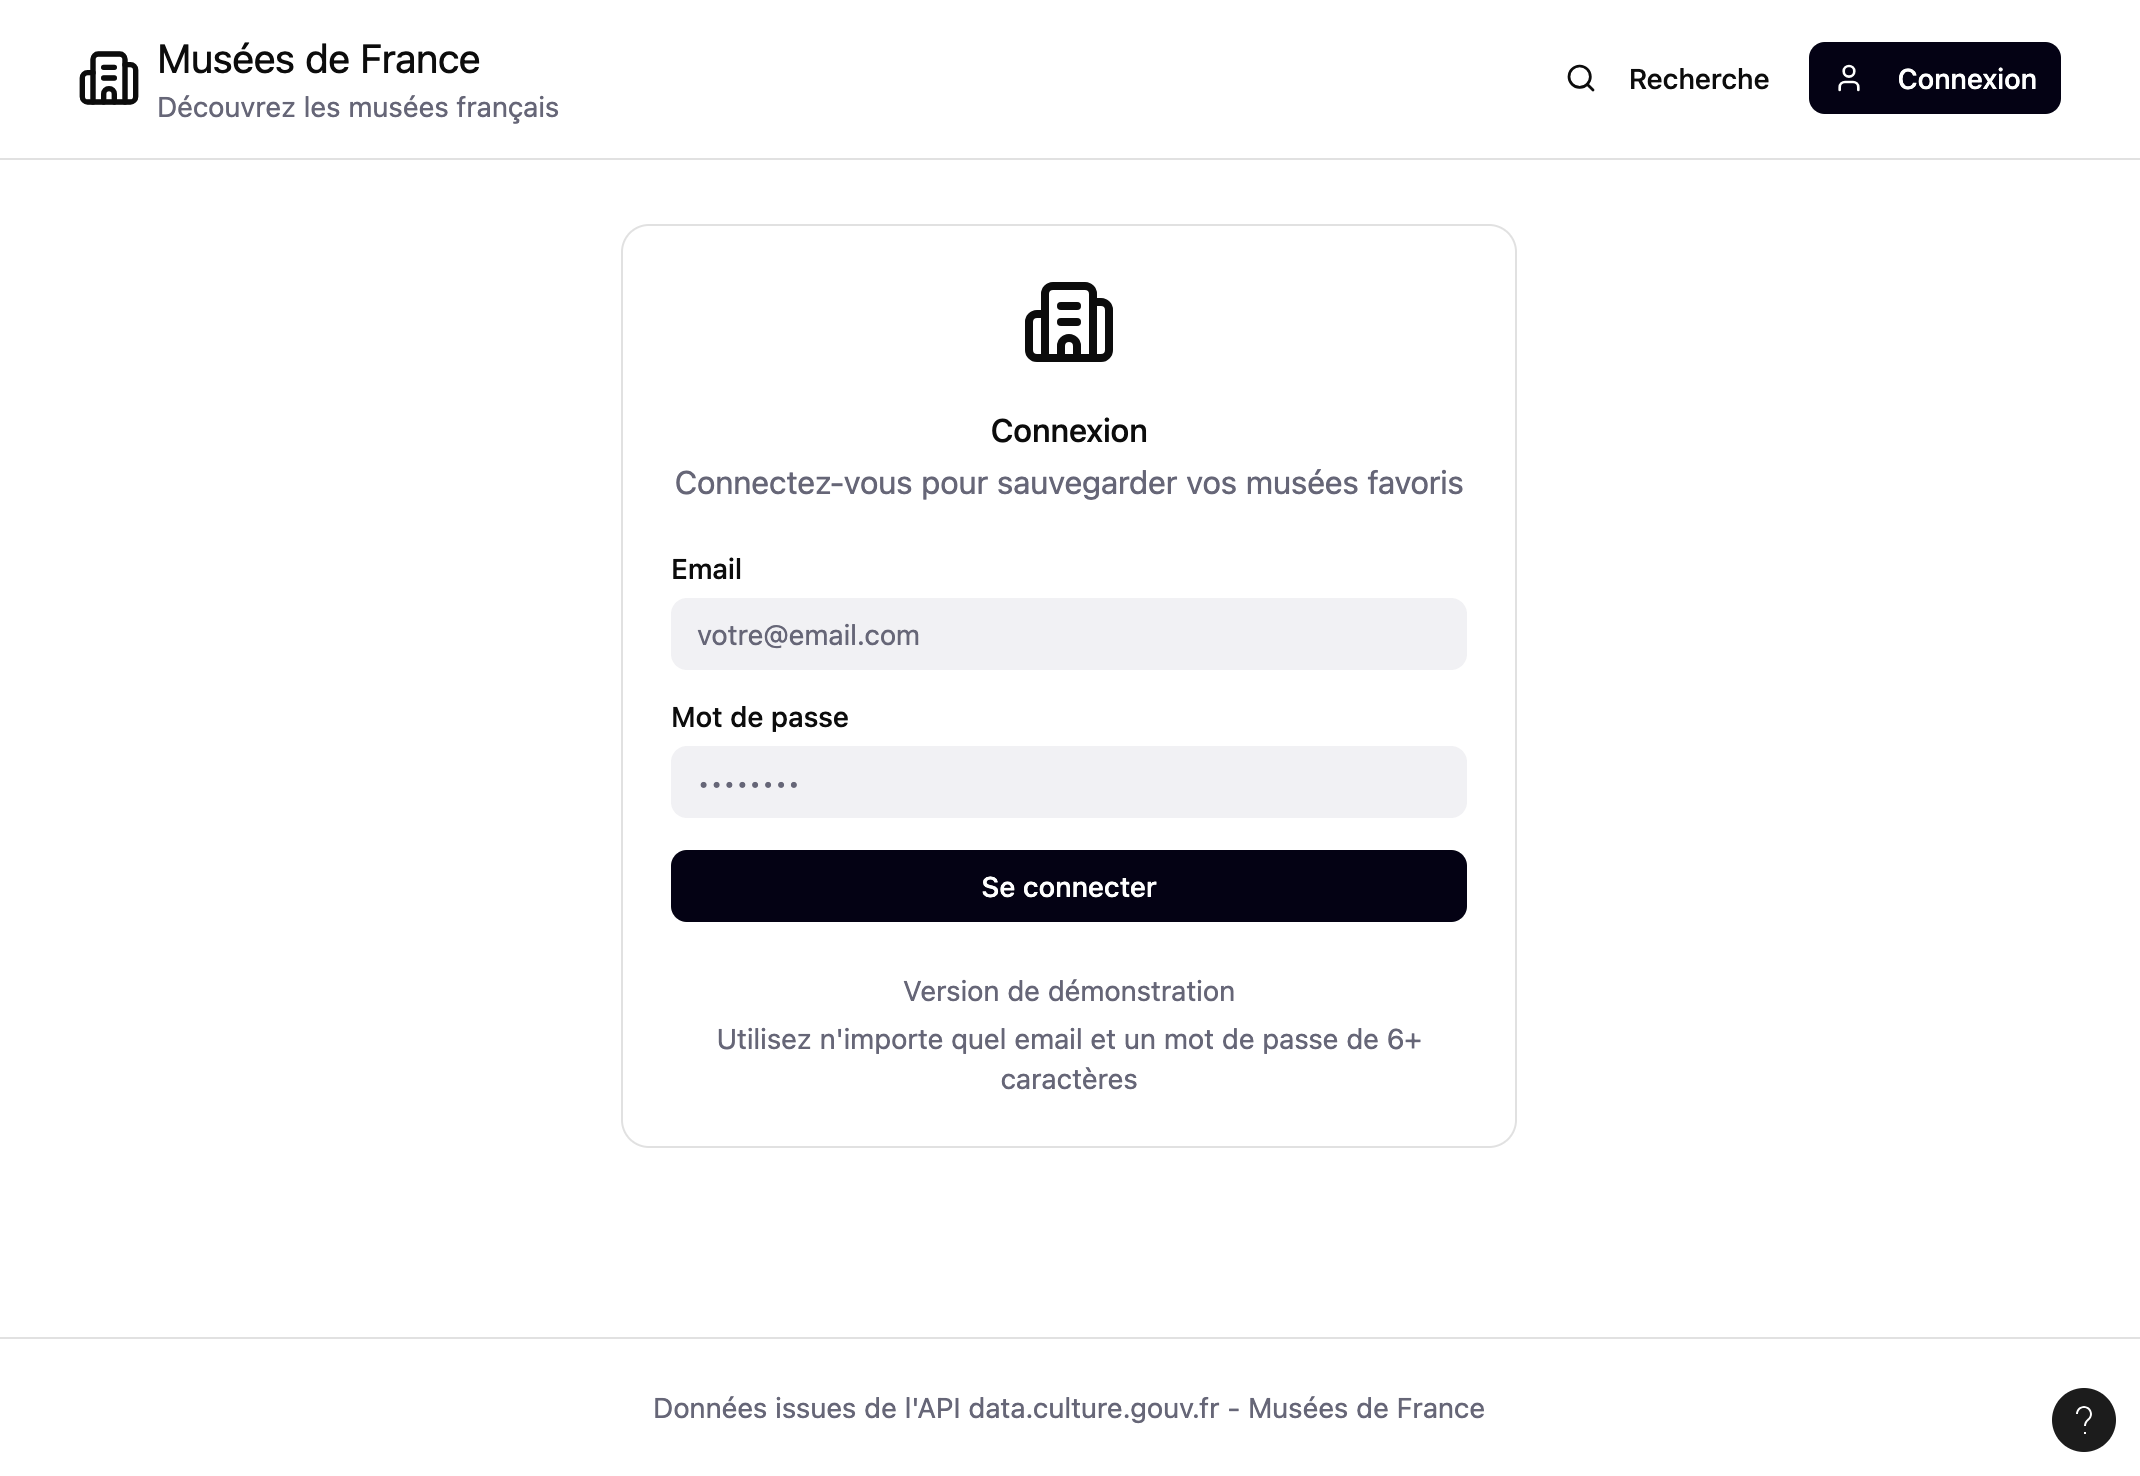 Musées de France
Découvrez les musées français
Recherche
Connexion
Connexion
Connectez-vous pour sauvegarder vos musées favoris
Email
votre@email.com
Mot de passe
••••••••
Se connecter
Version de démonstration
Utilisez n'importe quel email et un mot de passe de 6+
caractères
Données issues de l'API data.culture.gouv.fr - Musées de France
?